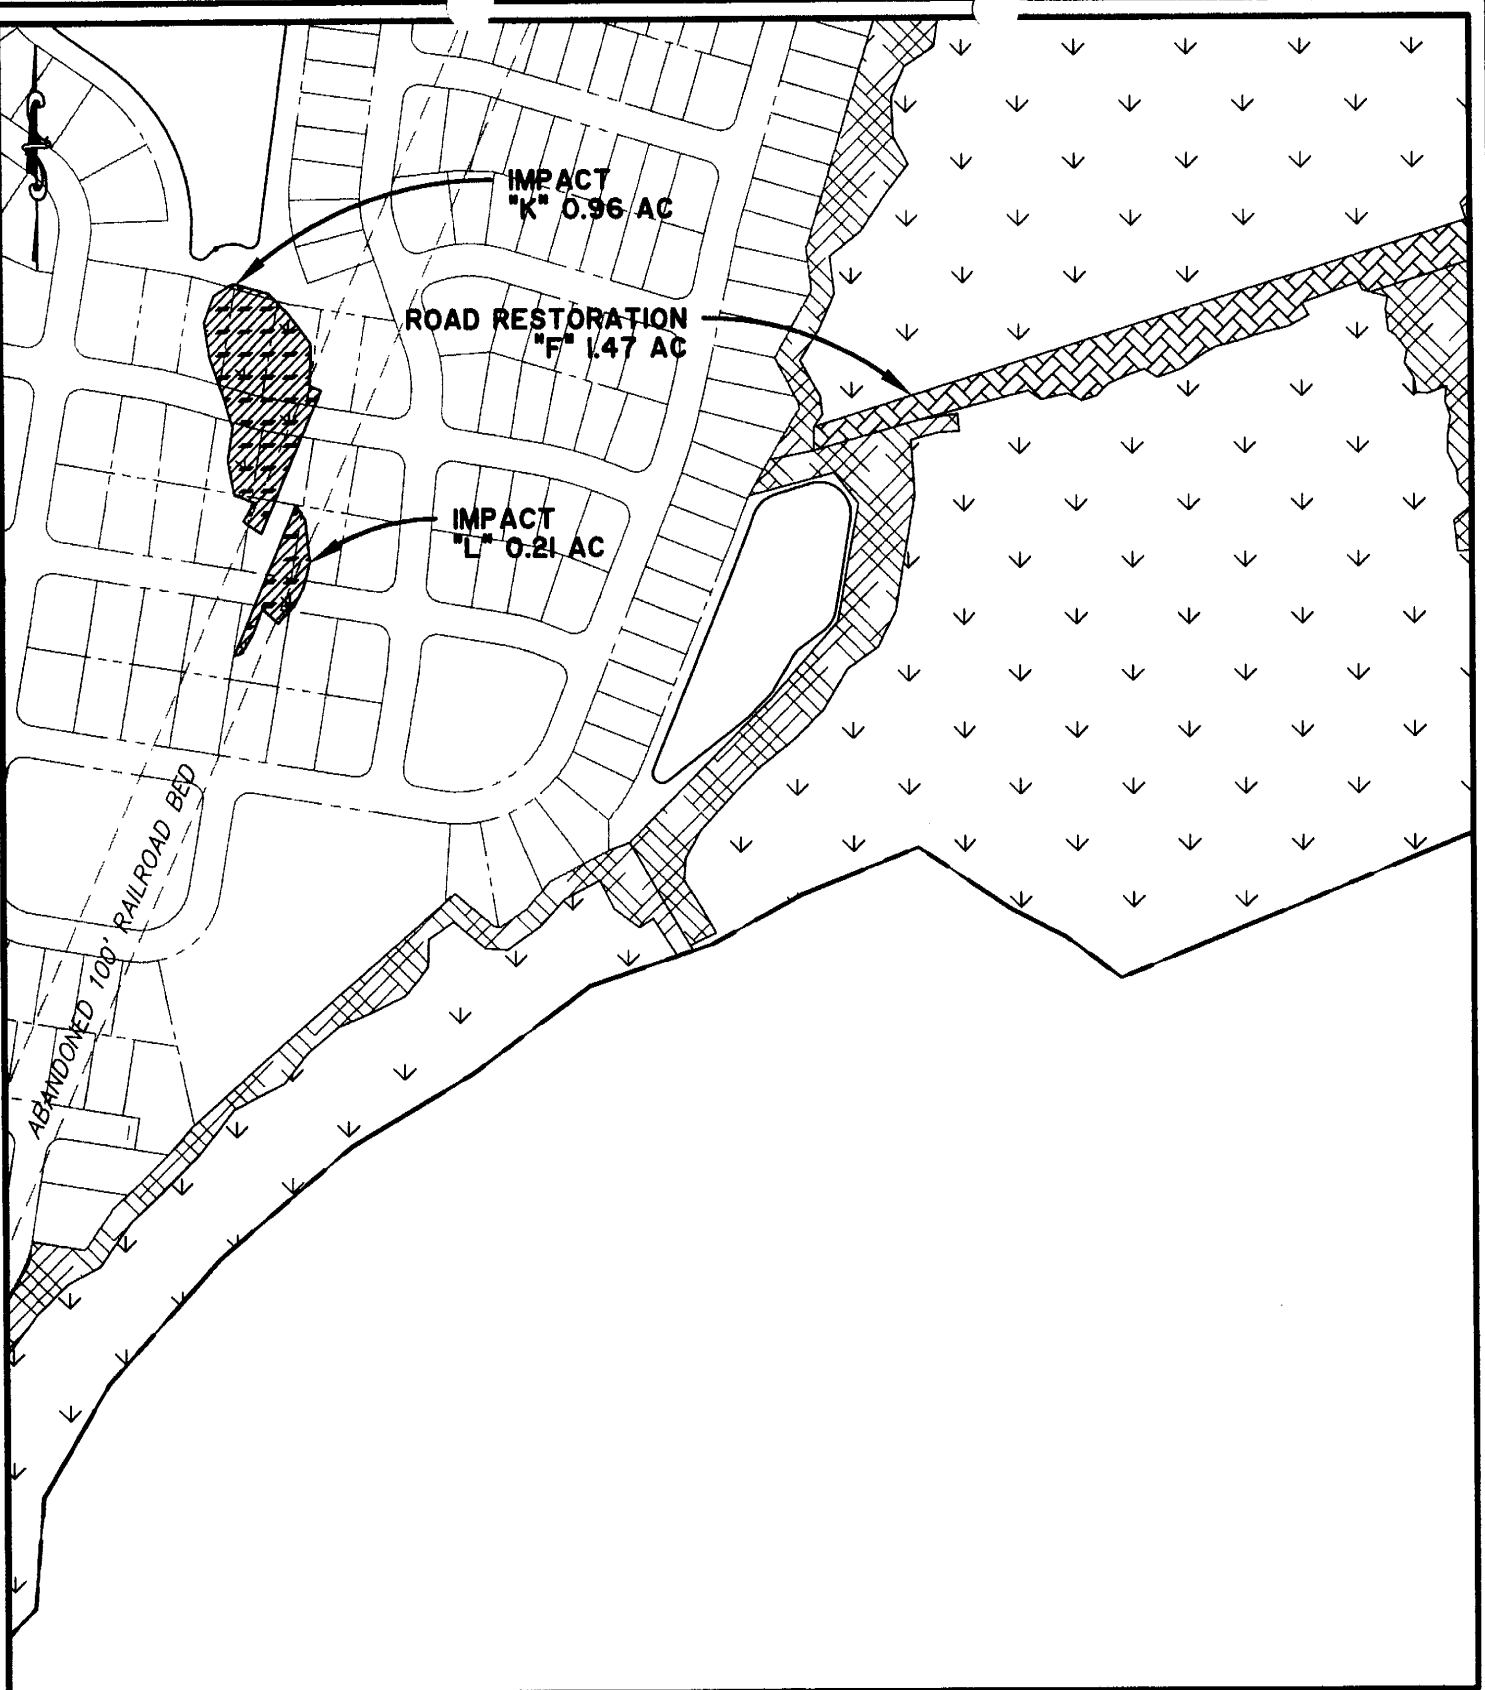 IMPACT
"K" 0.96 AC
ROAD RESTORATION
"F" 1.47 AC
IMPACT
"L" 0.21 AC
ABANDONED 100' RAILROAD BED